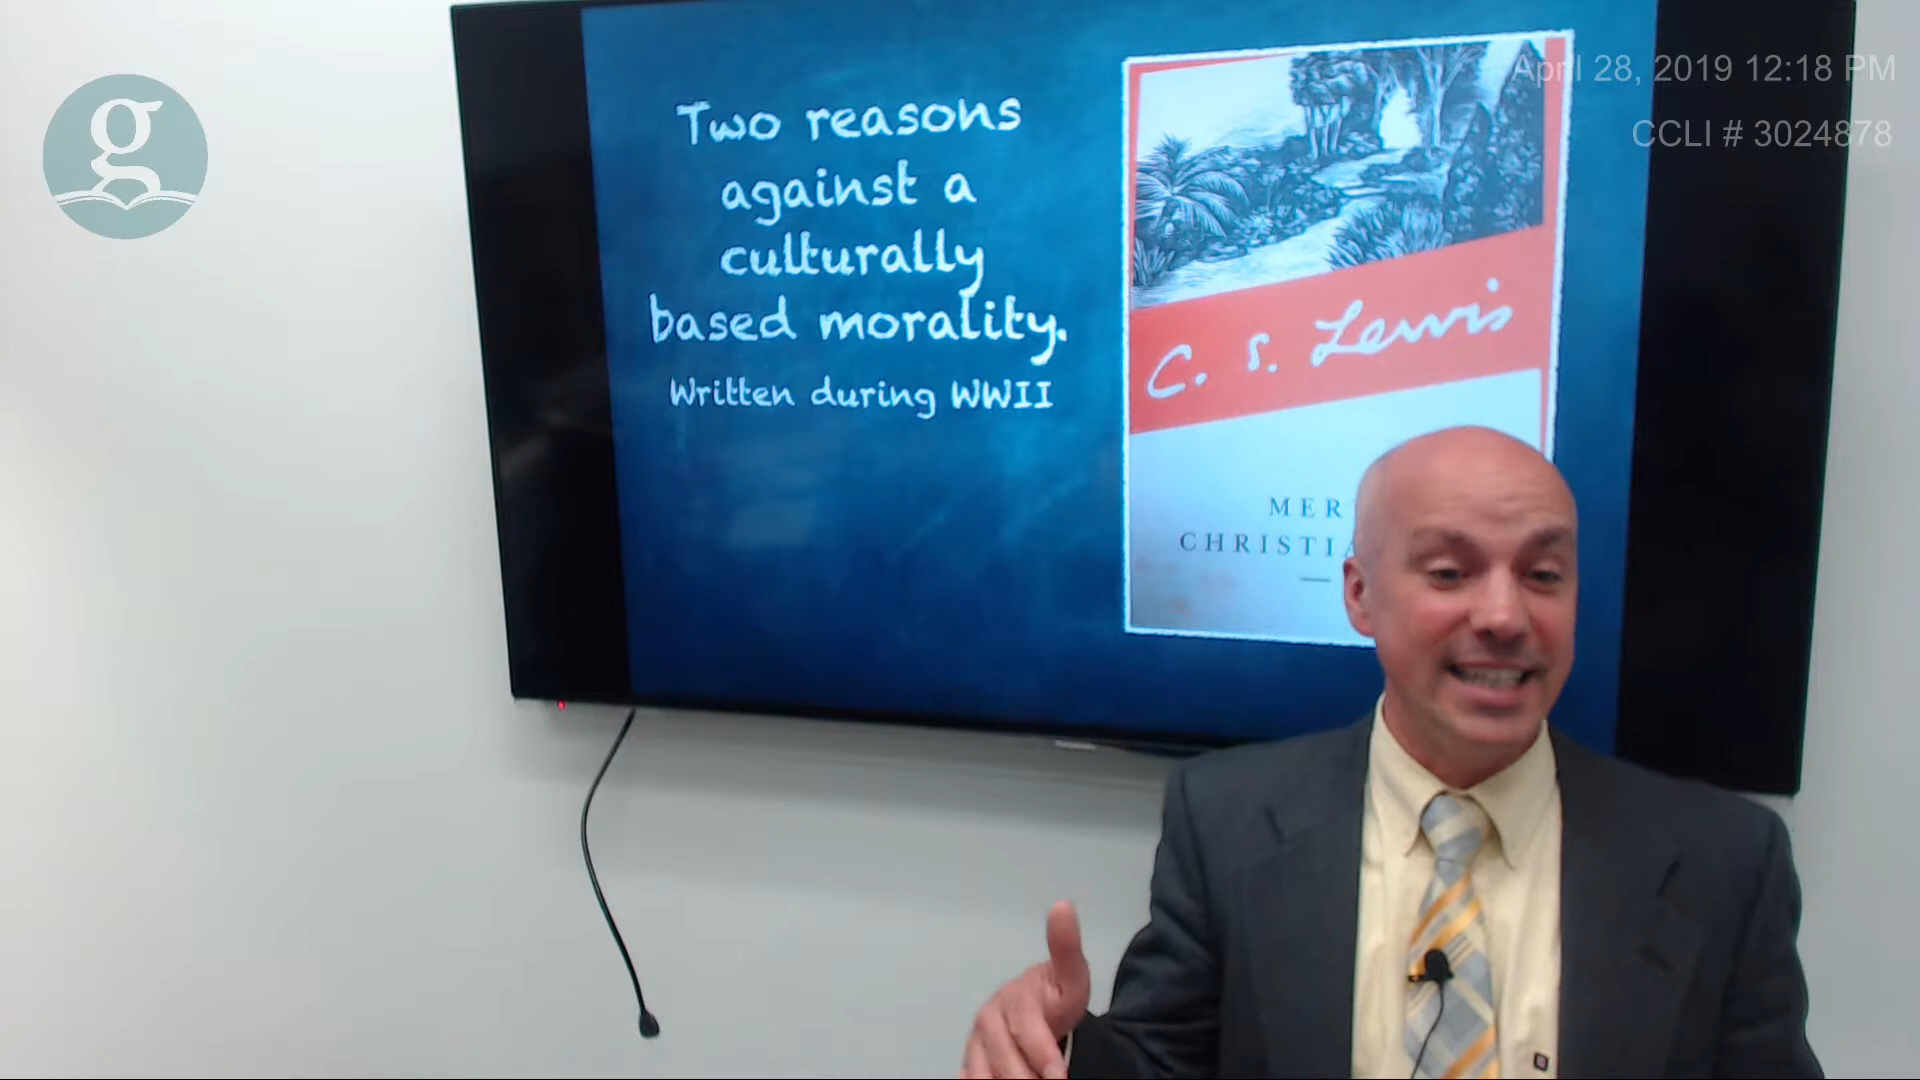 g
April 28, 2019 12:18 PM
CCLI # 3024878
Two reasons
against a
culturally
based morality.
Written during WWII
C. S. Lewis
MER
CHRISTIA